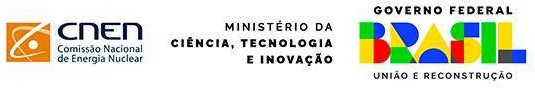 CNEN
Comissão Nacional
de Energia Nuclear
MINISTÉRIO DA
CIÊNCIA, TECNOLOGIA
E INOVAÇÃO
GOVERNO FEDERAL
BRASIL
UNIÃO E RECONSTRUÇÃO